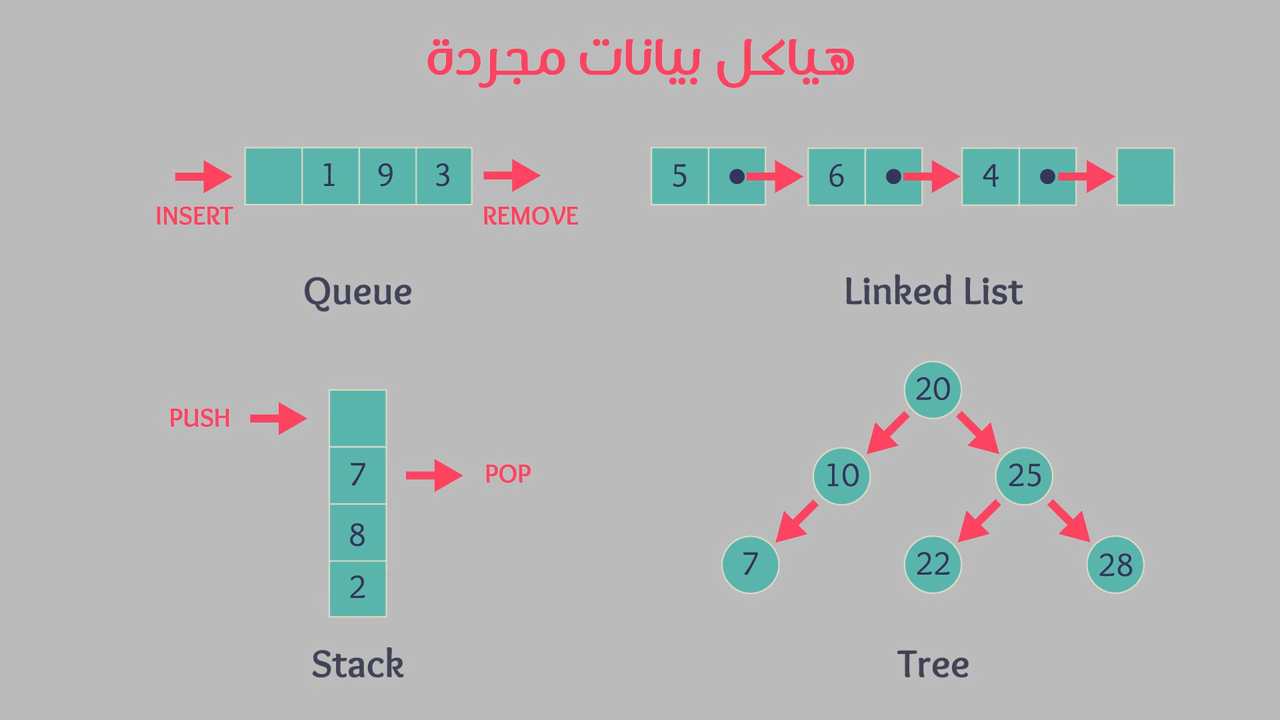 هياكل بيانات مجردة
1 9 3
INSERT REMOVE
Queue
5 6 4
Linked List
PUSH
7 POP
8
2
Stack
20
10 25
7 22 28
Tree